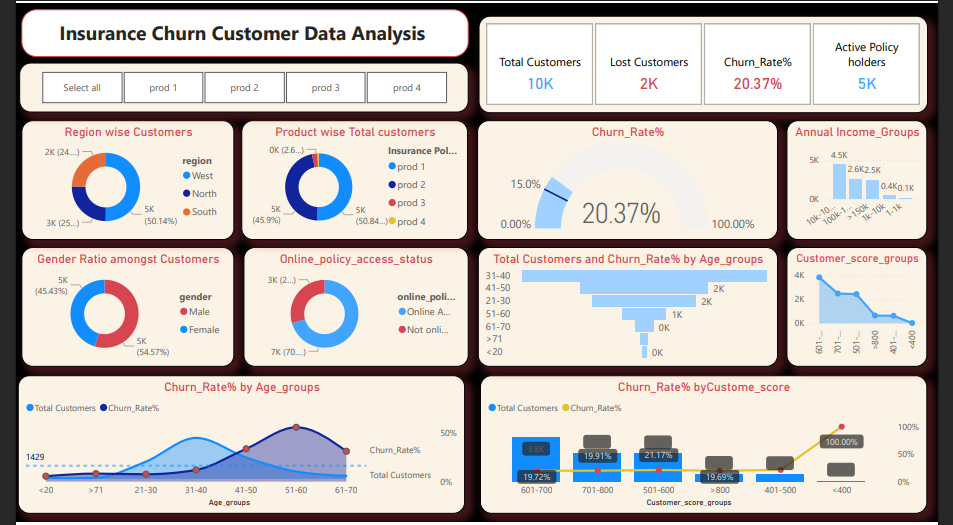 Insurance Churn Customer Data Analysis
Select all
prod 1
prod 2
prod 3
prod 4
Total Customers
10K
Lost Customers
2K
Churn_Rate%
20.37%
Active Policy
holders
5K
Region wise Customers
2K (24...)
3K (25...)
5K
(50.14%)
region
West
North
South
Product wise Total customers
0K (2.6...)
5K
(45.9%)
5K
(50.84...)
Insurance Pol...
prod 1
prod 2
prod 3
prod 4
Churn_Rate%
15.0%
0.00%
20.37%
100.00%
Annual Income_Groups
5K
0K
4.5K
2.6K
2.5K
0.4K
0.1K
10k-10...
100k-1...
>150k
1k-10k
1-1k
Gender Ratio amongst Customers
5K
(45.43%)
5K
(54.57%)
gender
Male
Female
Online_policy_access_status
3K (2...)
7K (70....)
online_poli...
Online A...
Not onli...
Total Customers and Churn_Rate% by Age_groups
31-40
41-50
2K
21-30
2K
51-60
1K
61-70
0K
>71
<20
0K
Customer_score_groups
4K
2K
0K
601-...
701-...
501-...
>800
401-...
<400
Churn_Rate% by Age_groups
Total Customers
Churn_Rate%
1429
50%
0%
Churn_Rate%
Total Customers
<20
>71
21-30
31-40
41-50
51-60
61-70
Age_groups
Churn_Rate% byCustome_score
Total Customers
Churn_Rate%
3.8K
19.72%
19.91%
21.17%
19.69%
100.00%
100%
50%
0%
601-700
701-800
501-600
>800
401-500
<400
Customer_score_groups